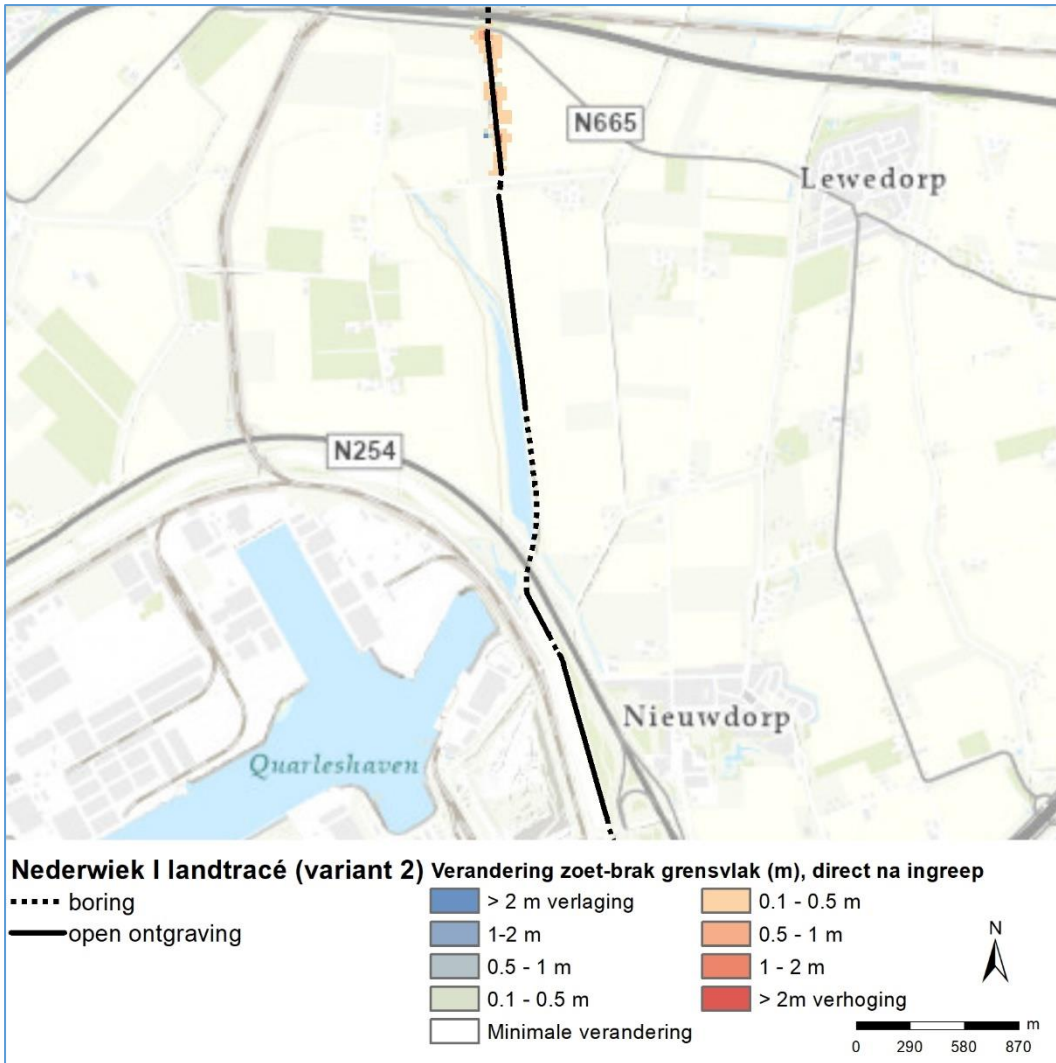 N665
Lewedorp
N254
Nieuwdorp
Quarleshaven
Nederwiek I landtracé (variant 2)
boring
open ontgraving
Verandering zoet-brak grensvlak (m), direct na ingreep
> 2 m verlaging
1-2 m
0.5 - 1 m
0.1 - 0.5 m
Minimale verandering
0.1 - 0.5 m
0.5 - 1 m
1 - 2 m
> 2m verhoging
N
m
0 290 580 870